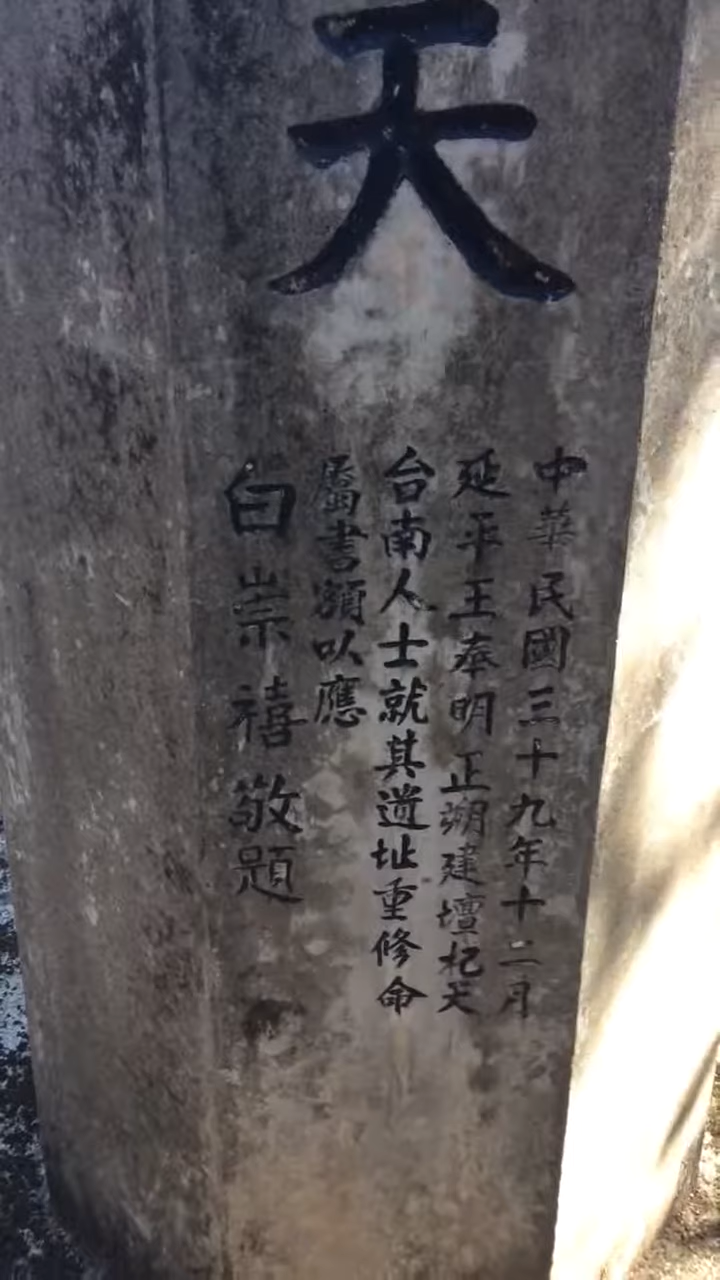 天
中華民國三十九年十二月
延平王奉明正朔建壇祀天
台南人士就其遺址重修命
屬書額以應
白崇禧敬題